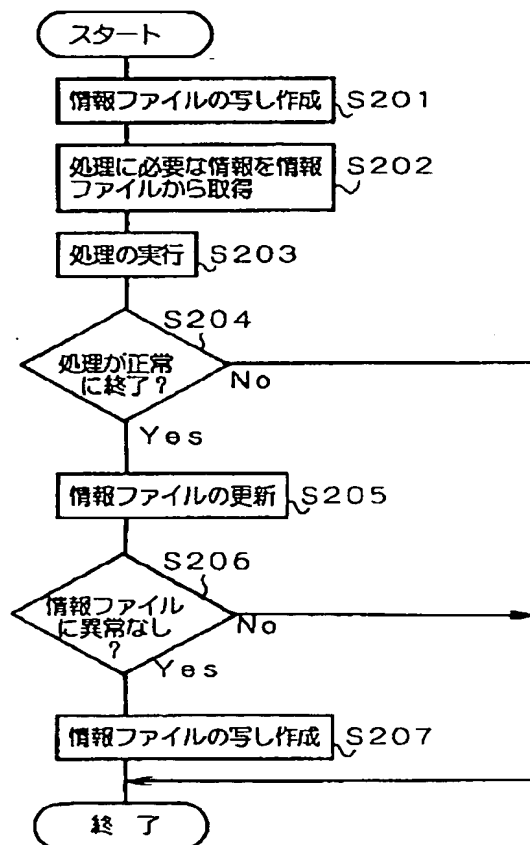 スタート
情報ファイルの写し作成
S201
処理に必要な情報を情報
ファイルから取得
S202
処理の実行
S203
S204
処理が正常
に終了?
No
Yes
情報ファイルの更新
S205
S206
情報ファイル
に異常なし
?
No
Yes
情報ファイルの写し作成
S207
終了